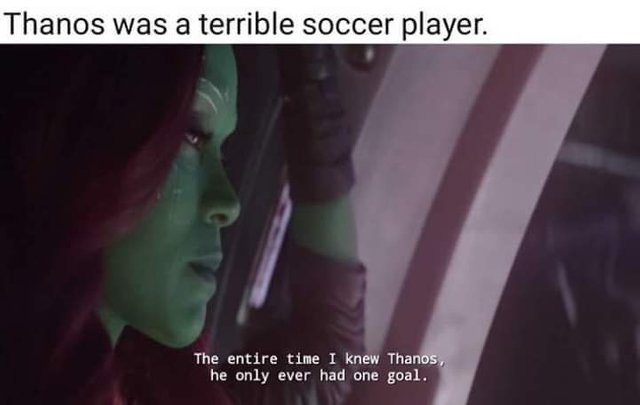 Thanos was a terrible soccer player.
The entire time I knew Thanos,
he only ever had one goal.